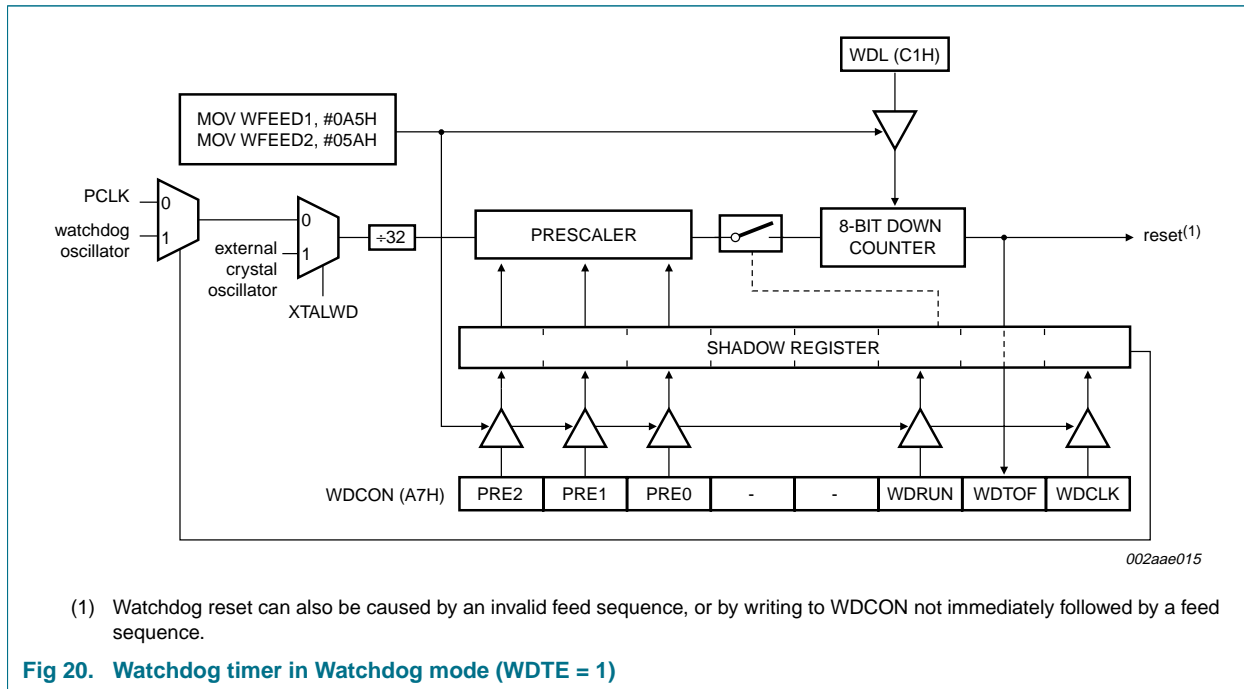 WDL (C1H)
MOV WFEED1, #0A5H
MOV WFEED2, #05AH
PCLK
0
watchdog
oscillator
1
0
external
crystal
oscillator
1
XTALWD
÷32
PRESCALER
8-BIT DOWN
COUNTER
reset(1)
SHADOW REGISTER
WDCON (A7H)
PRE2
PRE1
PRE0
-
-
WDRUN
WDTOF
WDCLK
002aae015
(1) Watchdog reset can also be caused by an invalid feed sequence, or by writing to WDCON not immediately followed by a feed
sequence.
Fig 20. Watchdog timer in Watchdog mode (WDTE = 1)